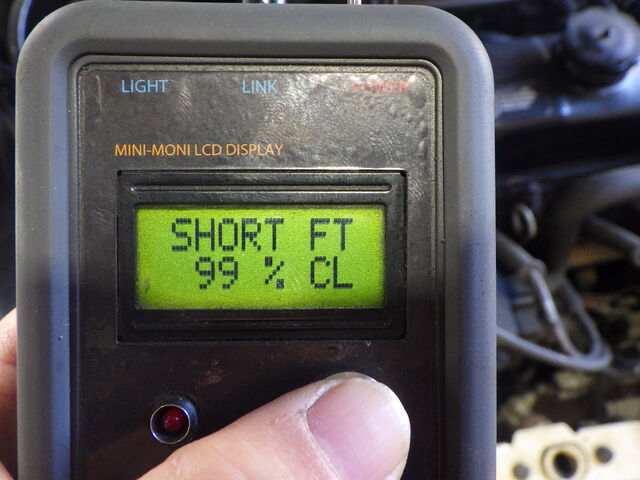 LIGHT LINK POWER
MINI-MONI LCD DISPLAY
SHORT FT
99 % CL